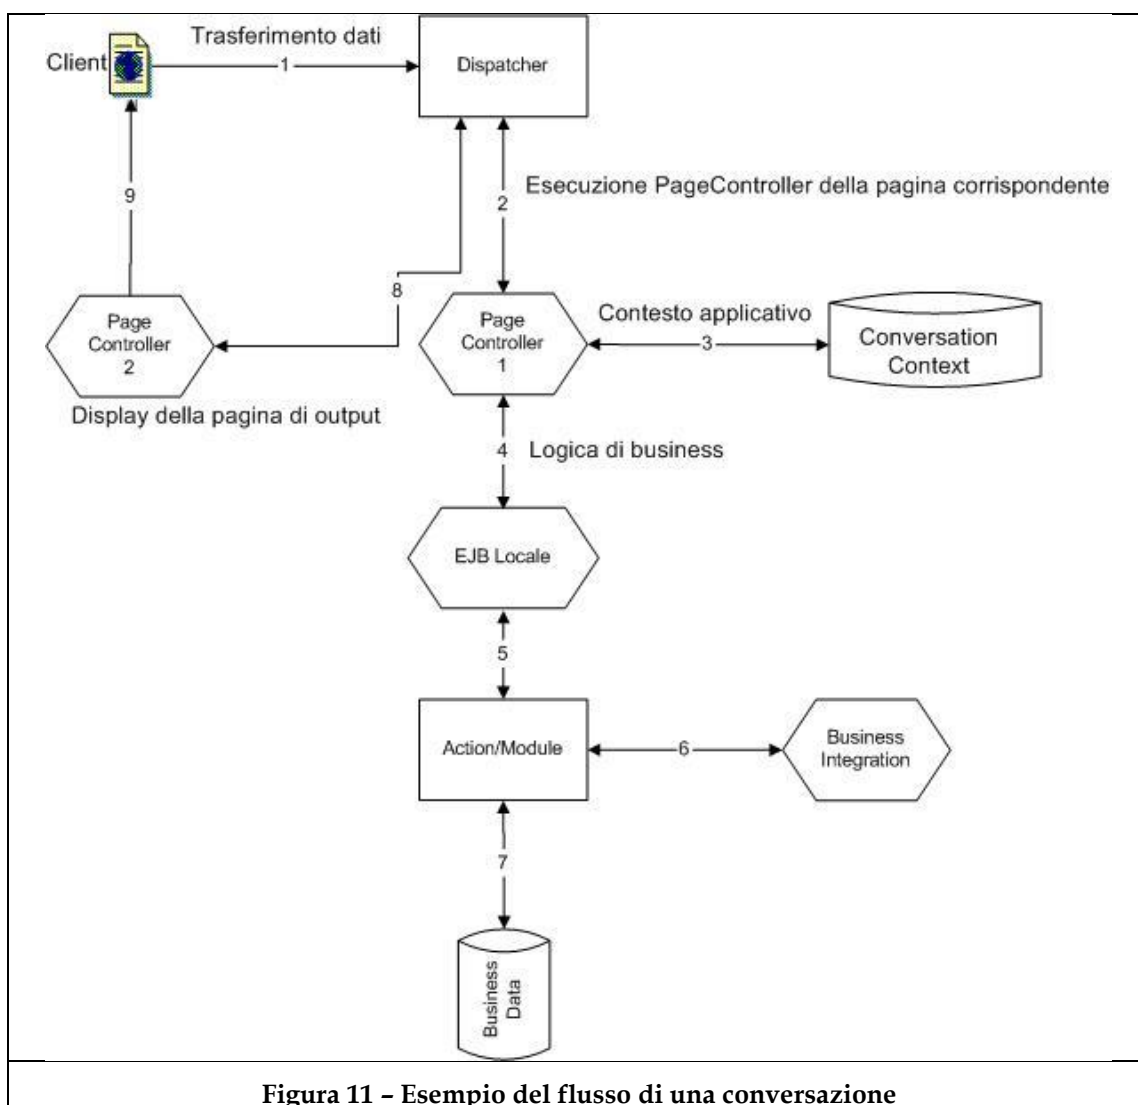 Trasferimento dati
Client
1
Dispatcher
9
2
Esecuzione PageController della pagina corrispondente
8
Page
Controller
2
Page
Controller
1
Contesto applicativo
3
Conversation
Context
Display della pagina di output
4
Logica di business
EJB Locale
5
Action/Module
6
Business
Integration
7
Business
Data
Figura 11 – Esempio del flusso di una conversazione